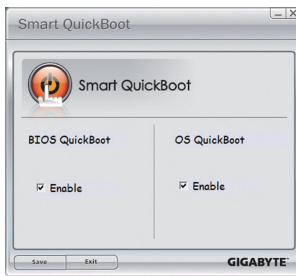 Smart QuickBoot
Smart QuickBoot
BIOS QuickBoot
OS QuickBoot
Enable
Enable
Save
Exit
GIGABYTE